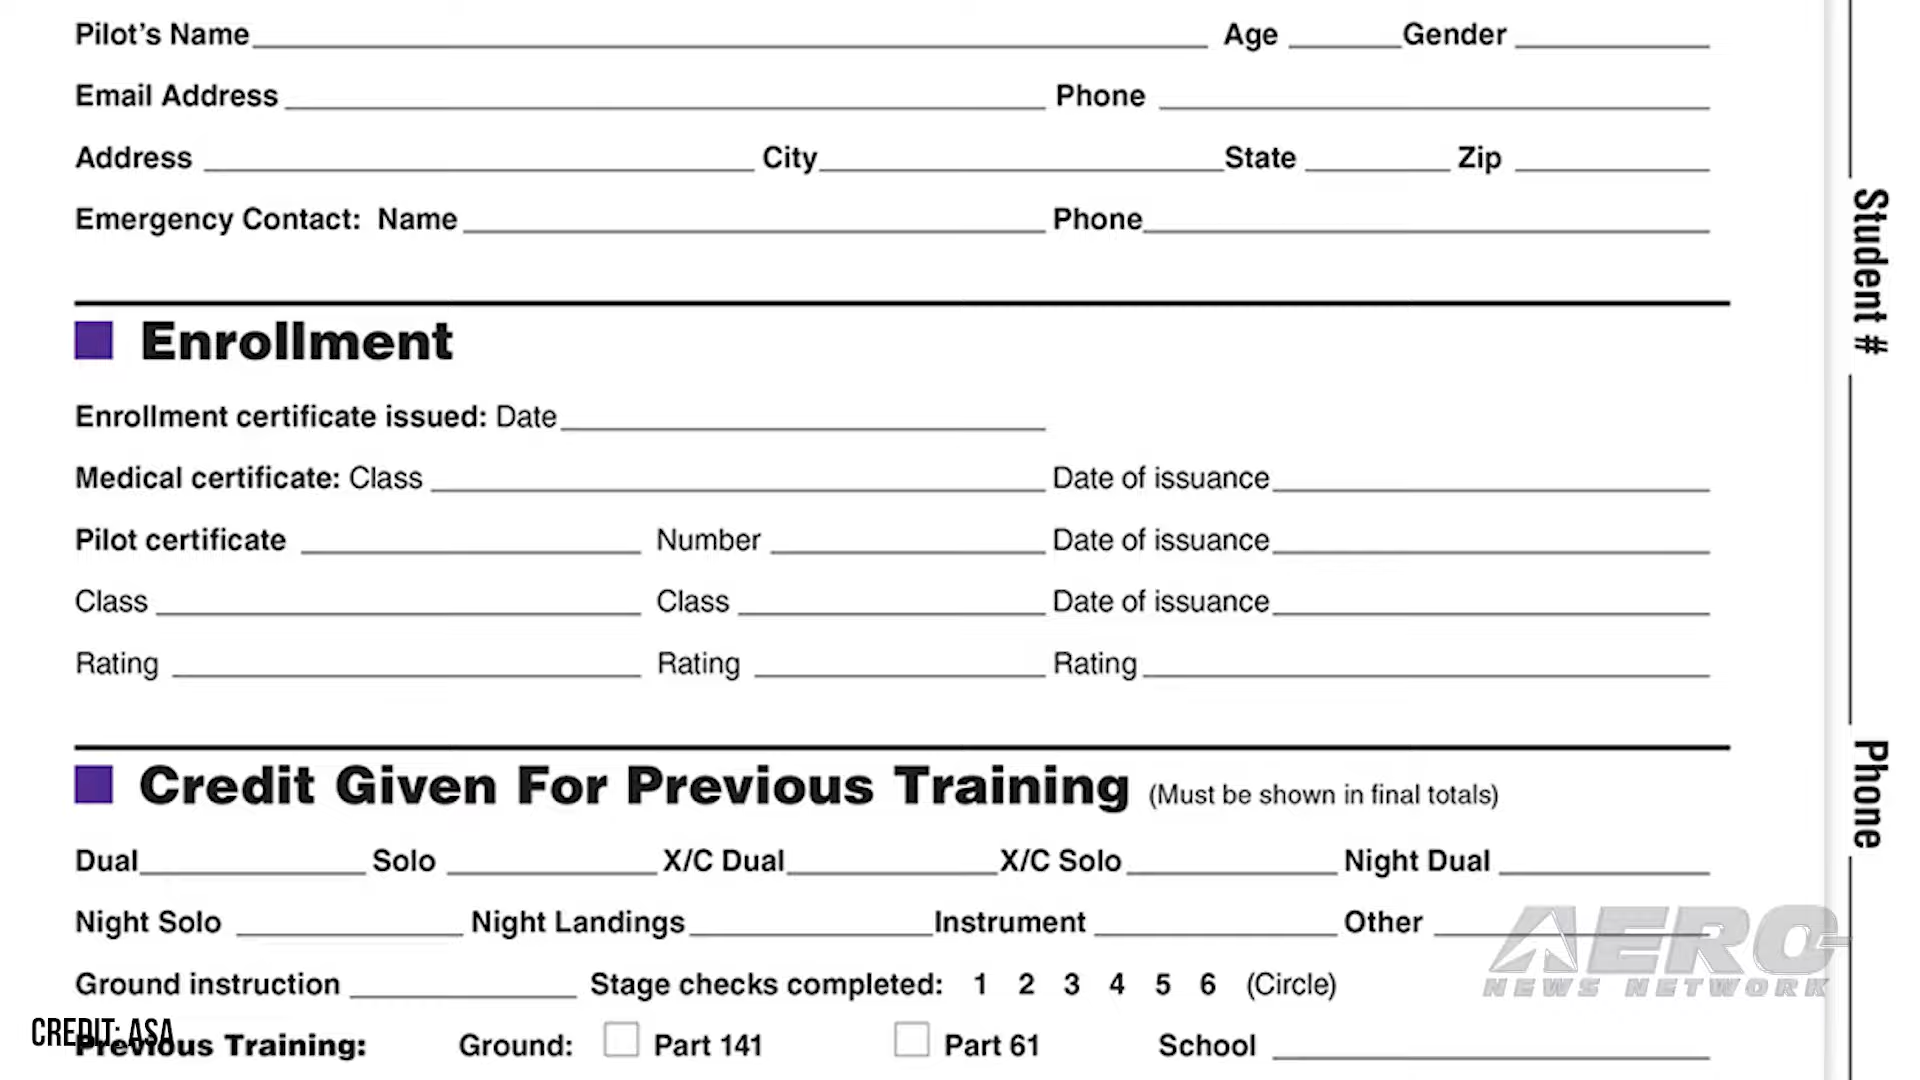 Pilot's Name Age Gender
Email Address Phone
Address City State Zip
Emergency Contact: Name Phone
Enrollment
Enrollment certificate issued: Date
Medical certificate: Class Date of issuance
Pilot certificate Number Date of issuance
Class Class Date of issuance
Rating Rating Rating
Credit Given For Previous Training (Must be shown in final totals)
Dual Solo X/C Dual X/C Solo Night Dual
Night Solo Night Landings Instrument Other
Ground instruction Stage checks completed: 1 2 3 4 5 6 (Circle)
Previous Training: Ground: Part 141 Part 61 School
Student #
Phone
AERO
NEWS NETWORK
CREDIT: ASA